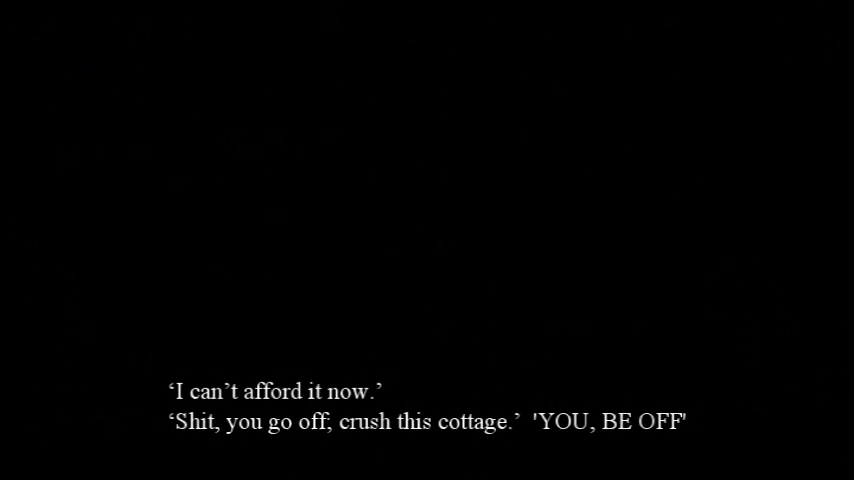 ‘I can’t afford it now.’
‘Shit, you go off; crush this cottage.’  'YOU, BE OFF'